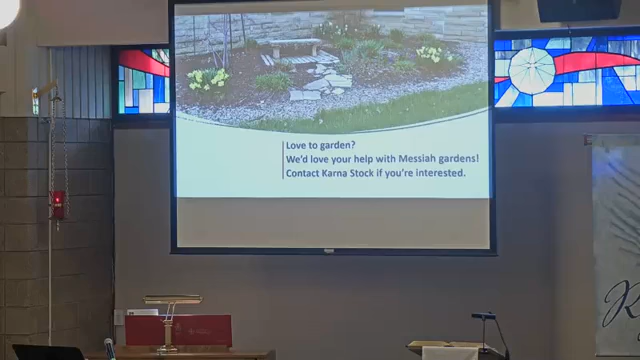 Love to garden?
We'd love your help with Messiah gardens!
Contact Karna Stock if you're interested.